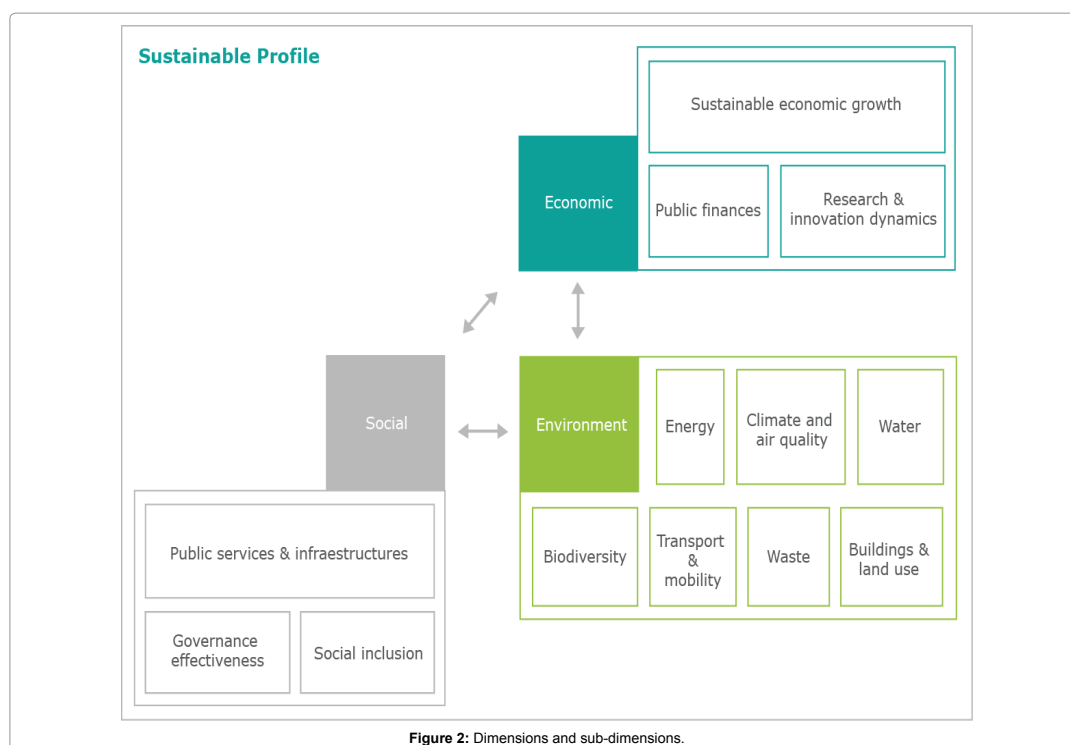 Sustainable Profile
Sustainable economic growth
Economic
Public finances
Research &
innovation dynamics
Social
Environment
Energy
Climate and
air quality
Water
Public services & infraestructures
Biodiversity
Transport
&
mobility
Waste
Buildings &
land use
Governance
effectiveness
Social inclusion
Figure 2: Dimensions and sub-dimensions.